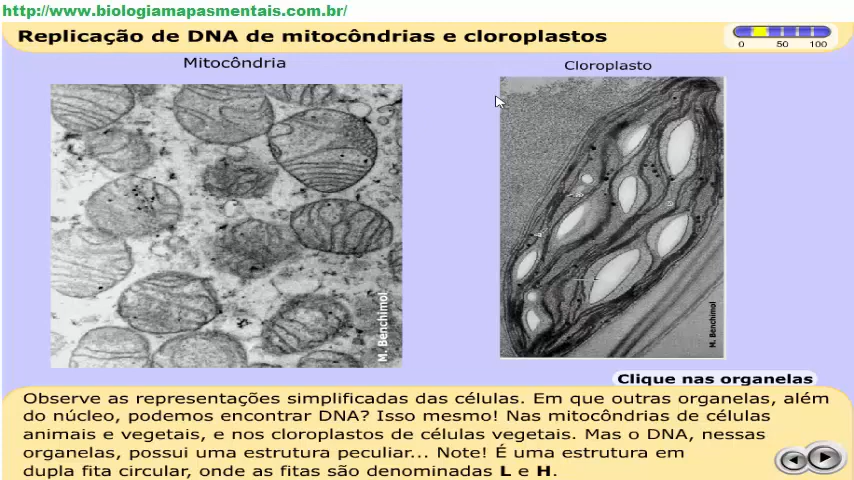 http://www.biologiamapasmentais.com.br/
Replicação de DNA de mitocôndrias e cloroplastos
0 50 100
Mitocôndria
Cloroplasto
M. Benchimol
M. Benchimol
Clique nas organelas
Observe as representações simplificadas das células. Em que outras organelas, além
do núcleo, podemos encontrar DNA? Isso mesmo! Nas mitocôndrias de células
animais e vegetais, e nos cloroplastos de células vegetais. Mas o DNA, nessas
organelas, possui uma estrutura peculiar... Note! É uma estrutura em
dupla fita circular, onde as fitas são denominadas L e H.